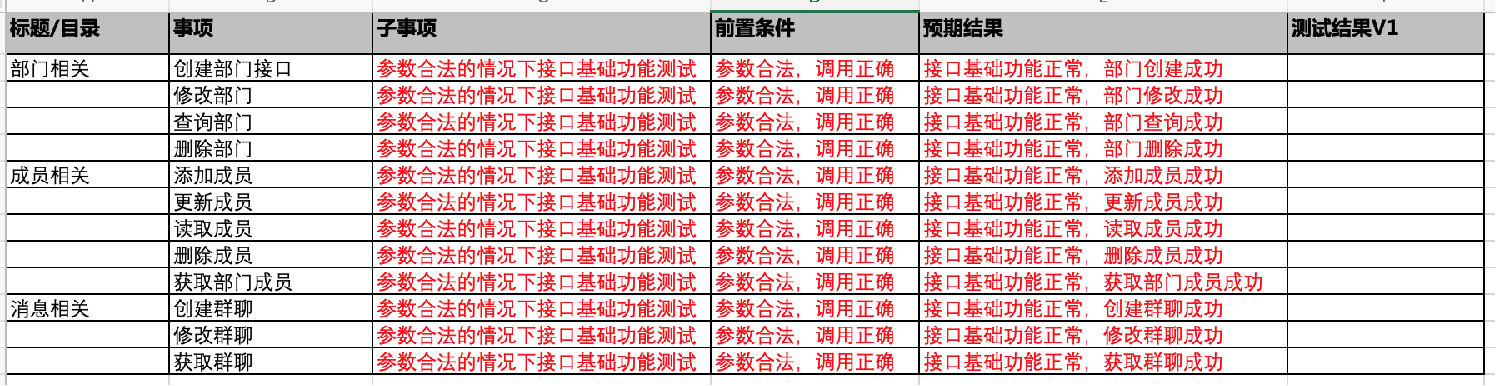 标题/目录 事项 子事项 前置条件 预期结果 测试结果V1
部门相关 创建部门接口 参数合法的情况下接口基础功能测试 参数合法，调用正确 接口基础功能正常，部门创建成功
修改部门 参数合法的情况下接口基础功能测试 参数合法，调用正确 接口基础功能正常，部门修改成功
查询部门 参数合法的情况下接口基础功能测试 参数合法，调用正确 接口基础功能正常，部门查询成功
删除部门 参数合法的情况下接口基础功能测试 参数合法，调用正确 接口基础功能正常，部门删除成功
成员相关 添加成员 参数合法的情况下接口基础功能测试 参数合法，调用正确 接口基础功能正常，添加成员成功
更新成员 参数合法的情况下接口基础功能测试 参数合法，调用正确 接口基础功能正常，更新成员成功
读取成员 参数合法的情况下接口基础功能测试 参数合法，调用正确 接口基础功能正常，读取成员成功
删除成员 参数合法的情况下接口基础功能测试 参数合法，调用正确 接口基础功能正常，删除成员成功
获取部门成员 参数合法的情况下接口基础功能测试 参数合法，调用正确 接口基础功能正常，获取部门成员成功
消息相关 创建群聊 参数合法的情况下接口基础功能测试 参数合法，调用正确 接口基础功能正常，创建群聊成功
修改群聊 参数合法的情况下接口基础功能测试 参数合法，调用正确 接口基础功能正常，修改群聊成功
获取群聊 参数合法的情况下接口基础功能测试 参数合法，调用正确 接口基础功能正常，获取群聊成功